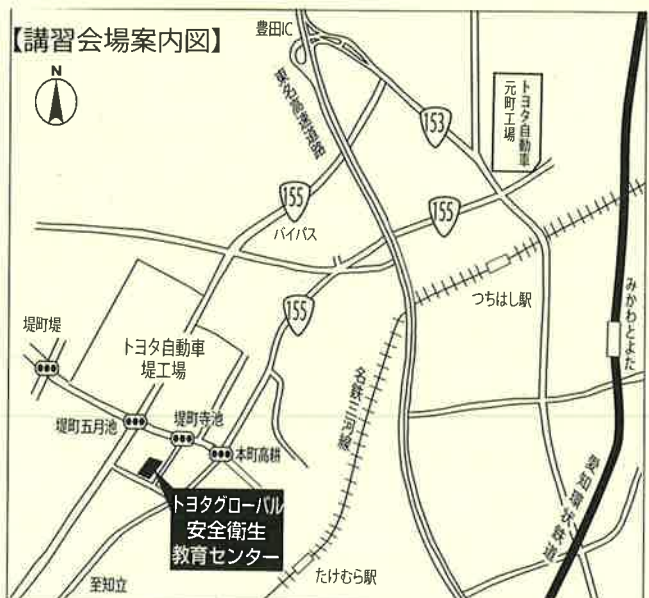 【講習会場案内図】
N
豊田IC
東名高速道路
153
トヨタ自動車
元町工場
155
バイパス
155
155
つちはし駅
みかわとよた
堤町堤
トヨタ自動車
堤工場
名鉄三河線
堤町五月池
堤町寺池
本町高耕
愛知環状鉄道
トヨタグローバル
安全衛生
教育センター
たけむら駅
至知立